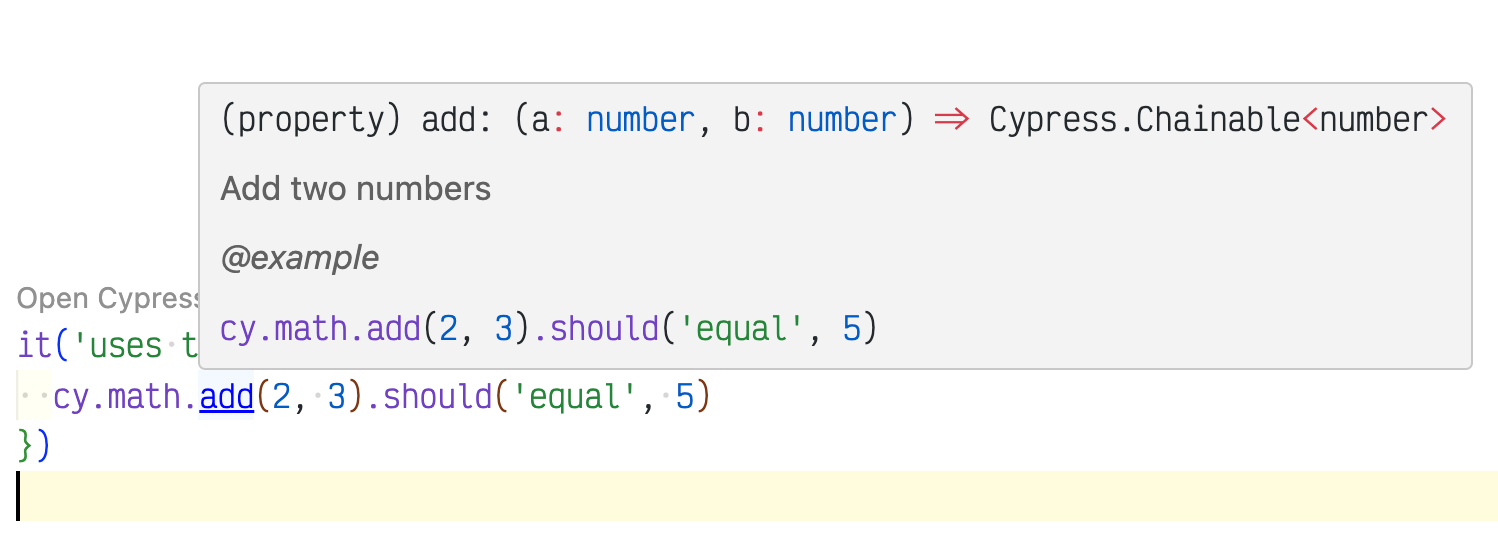 (property) add: (a: number, b: number) => Cypress.Chainable<number>
Add two numbers
@example
cy.math.add(2, 3).should('equal', 5)
Open Cypress
it('uses t
cy.math.add(2, 3).should('equal', 5)
})